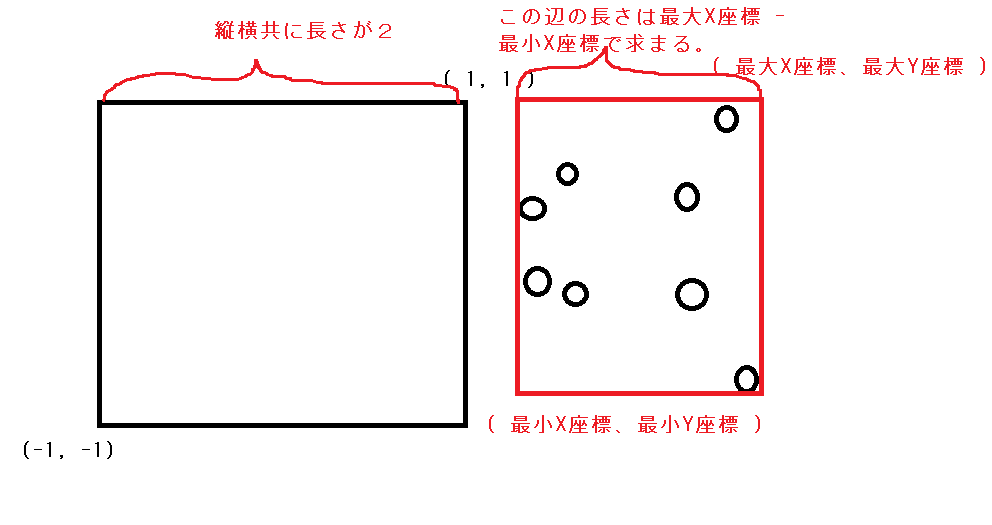 縦横共に長さが2
この辺の長さは最大X座標 -
最小X座標で求まる。
( 最大X座標、最大Y座標 )
( 1, 1 )
( 最小X座標、最小Y座標 )
(-1, -1)